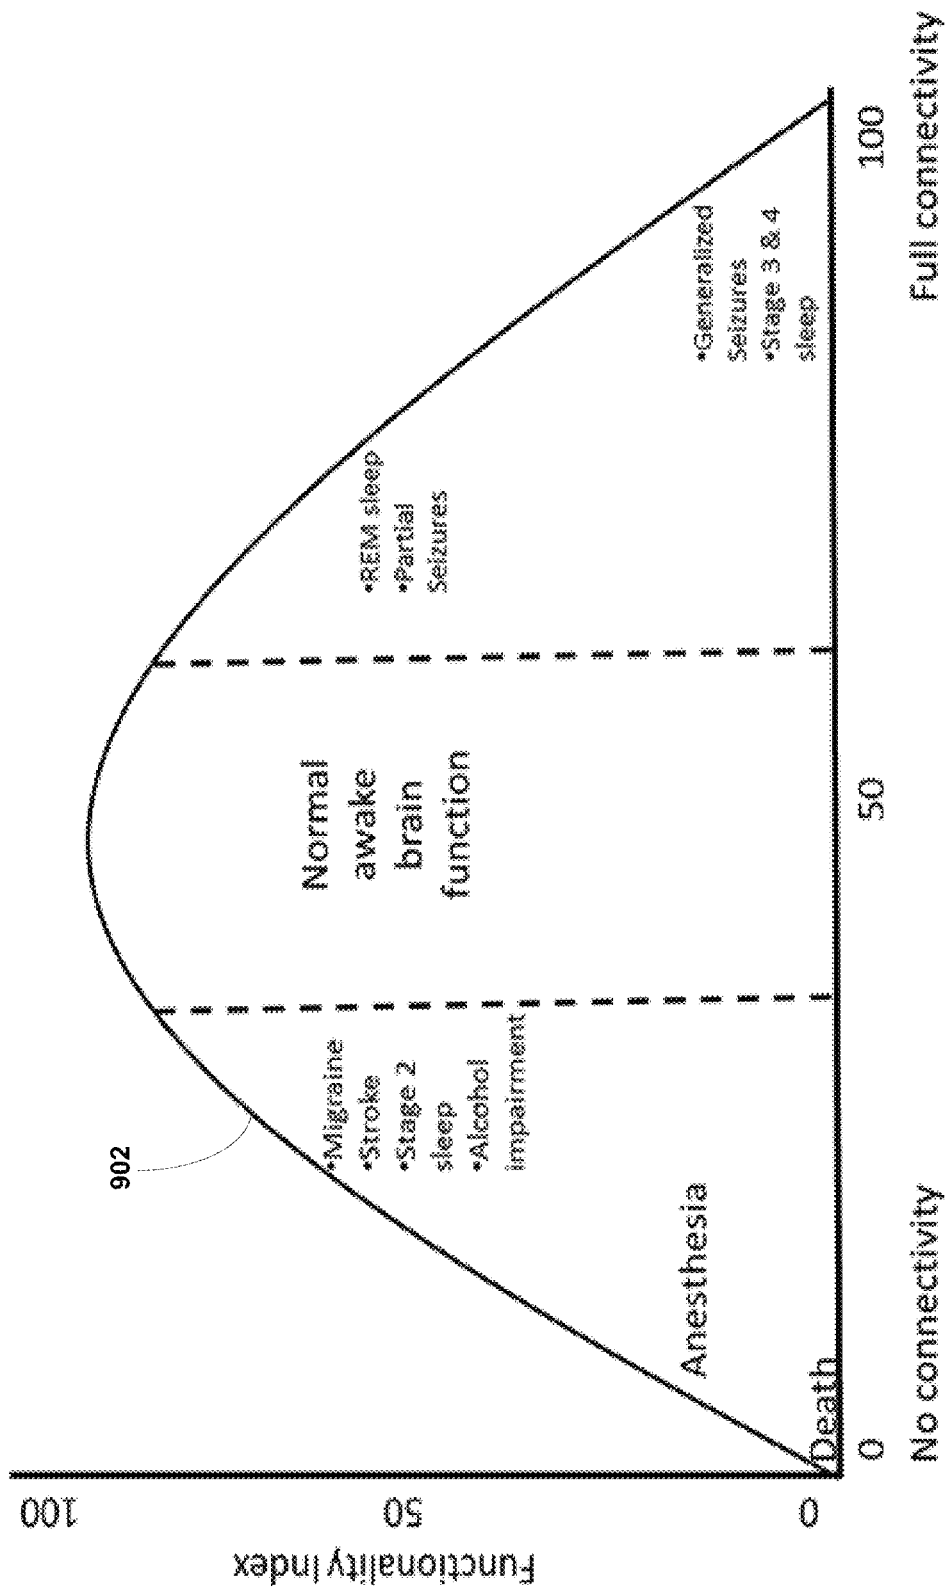 902
Functionality Index
100
50
0
•Migraine
•Stroke
•Stage 2
sleep
•Alcohol
impairment
Anesthesia
Death
Normal
awake
brain
function
•REM sleep
•Partial
Seizures
•Generalized
Seizures
•Stage 3 & 4
sleep
0
50
100
No connectivity
Full connectivity